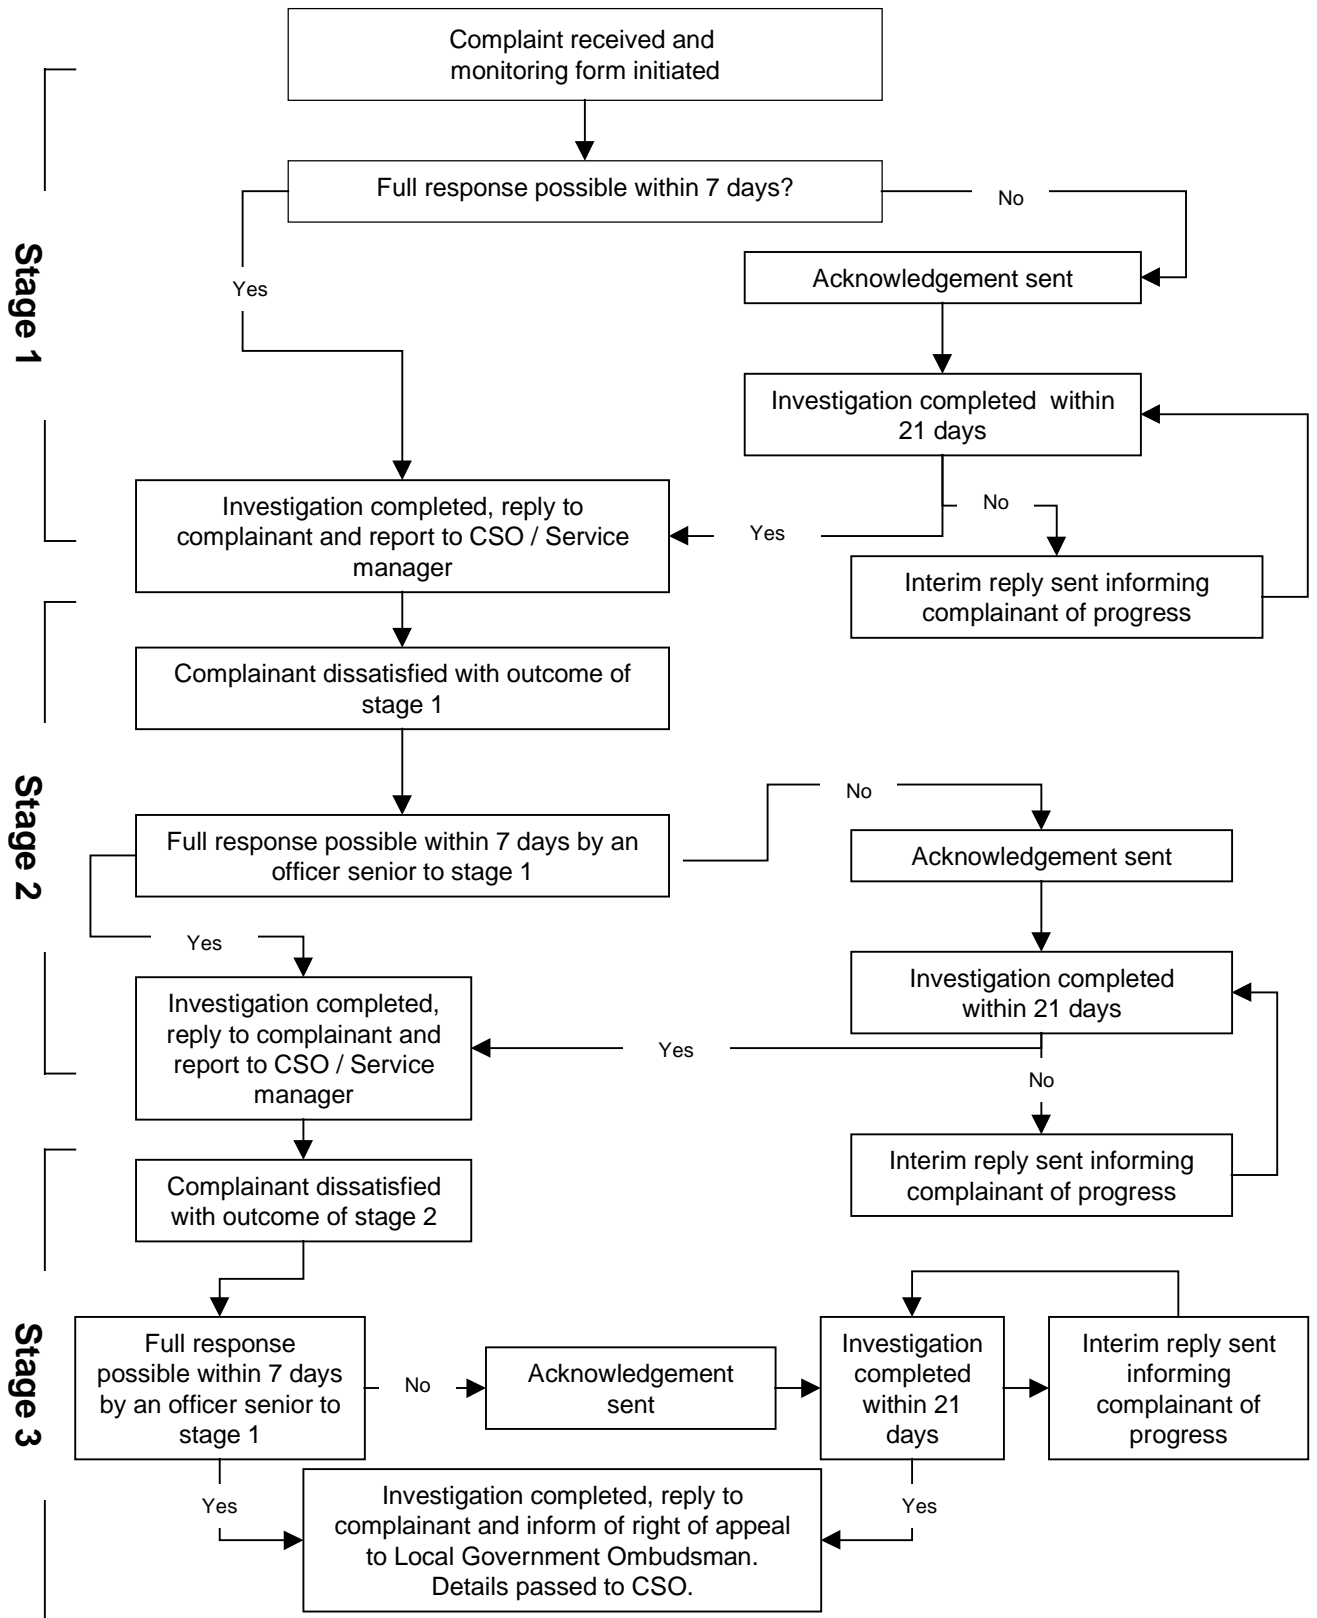 Complaint received and
monitoring form initiated
Full response possible within 7 days?
No
Yes
Acknowledgement sent
Stage 1
Investigation completed within
21 days
No
Yes
Investigation completed, reply to
complainant and report to CSO / Service
manager
Interim reply sent informing
complainant of progress
Complainant dissatisfied with outcome of
stage 1
Stage 2
No
Full response possible within 7 days by an
officer senior to stage 1
Acknowledgement sent
Yes
Investigation completed
within 21 days
Investigation completed,
reply to complainant and
report to CSO / Service
manager
Yes
No
Interim reply sent informing
complainant of progress
Complainant dissatisfied
with outcome of stage 2
Stage 3
Full response
possible within 7 days
by an officer senior to
stage 1
No
Acknowledgement
sent
Investigation
completed
within 21
days
Interim reply sent
informing
complainant of
progress
Yes
Yes
Investigation completed, reply to
complainant and inform of right of appeal
to Local Government Ombudsman.
Details passed to CSO.